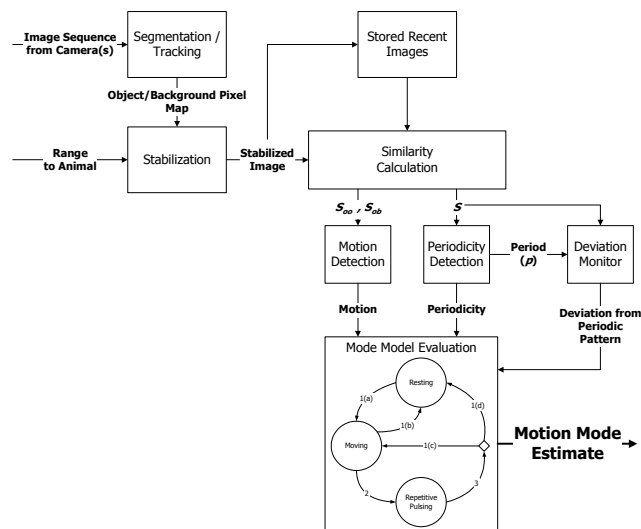 Image Sequence
from Camera(s)
Segmentation /
Tracking
Stored Recent
Images
Object/Background Pixel
Map
Range
to Animal
Stabilization
Stabilized
Image
Similarity
Calculation
Soo , Sob
S
Motion
Detection
Periodicity
Detection
Period
(p)
Deviation
Monitor
Motion
Periodicity
Deviation from
Periodic
Pattern
Mode Model Evaluation
Resting
1(a)
1(b)
1(d)
Moving
1(c)
2
3
Repetitive
Pulsing
Motion Mode
Estimate